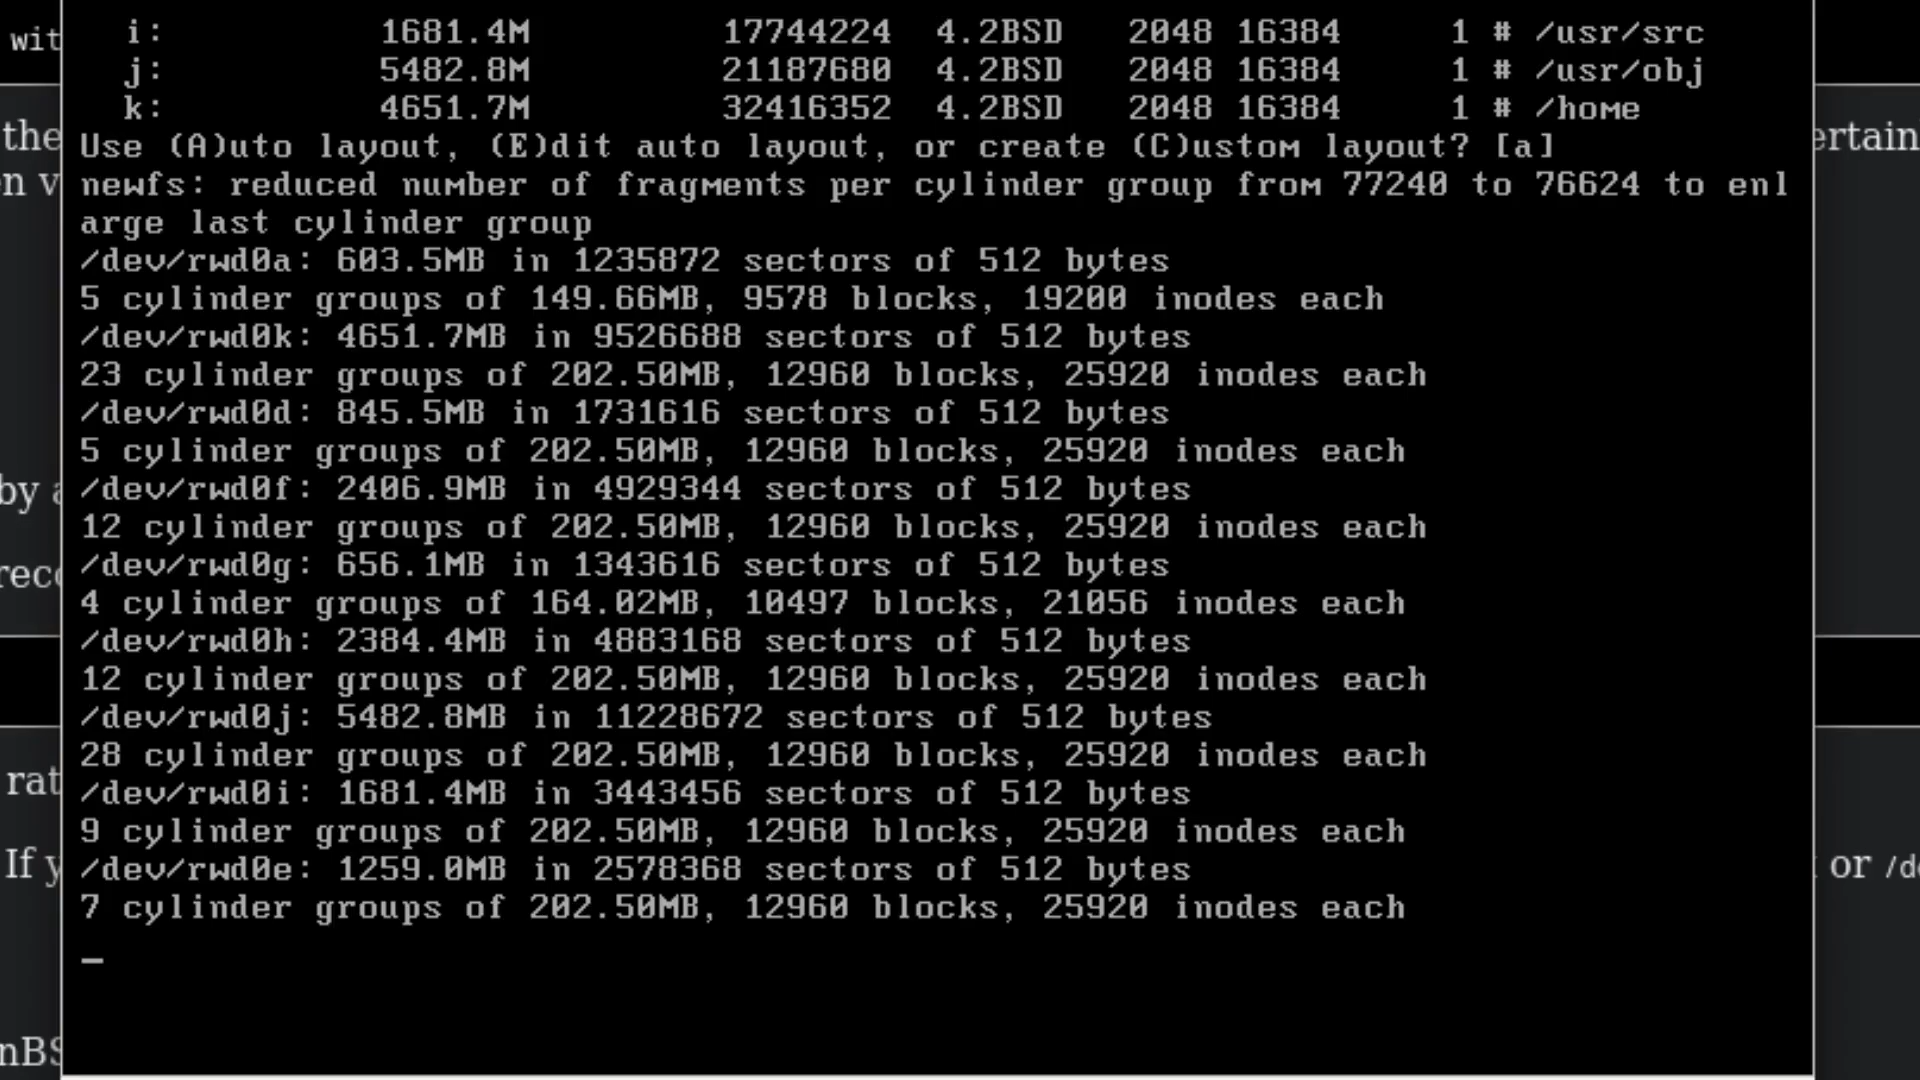 i: 1681.4M 17744224 4.2BSD 2048 16384 1 # /usr/src
j: 5482.8M 21187680 4.2BSD 2048 16384 1 # /usr/obj
k: 4651.7M 32416352 4.2BSD 2048 16384 1 # /home
Use (A)uto layout, (E)dit auto layout, or create (C)ustom layout? [a]
newfs: reduced number of fragments per cylinder group from 77240 to 76624 to enl
arge last cylinder group
/dev/rwd0a: 603.5MB in 1235872 sectors of 512 bytes
5 cylinder groups of 149.66MB, 9578 blocks, 19200 inodes each
/dev/rwd0k: 4651.7MB in 9526688 sectors of 512 bytes
23 cylinder groups of 202.50MB, 12960 blocks, 25920 inodes each
/dev/rwd0d: 845.5MB in 1731616 sectors of 512 bytes
5 cylinder groups of 202.50MB, 12960 blocks, 25920 inodes each
/dev/rwd0f: 2406.9MB in 4929344 sectors of 512 bytes
12 cylinder groups of 202.50MB, 12960 blocks, 25920 inodes each
/dev/rwd0g: 656.1MB in 1343616 sectors of 512 bytes
4 cylinder groups of 164.02MB, 10497 blocks, 21056 inodes each
/dev/rwd0h: 2384.4MB in 4883168 sectors of 512 bytes
12 cylinder groups of 202.50MB, 12960 blocks, 25920 inodes each
/dev/rwd0j: 5482.8MB in 11228672 sectors of 512 bytes
28 cylinder groups of 202.50MB, 12960 blocks, 25920 inodes each
/dev/rwd0i: 1681.4MB in 3443456 sectors of 512 bytes
9 cylinder groups of 202.50MB, 12960 blocks, 25920 inodes each
/dev/rwd0e: 1259.0MB in 2578368 sectors of 512 bytes
7 cylinder groups of 202.50MB, 12960 blocks, 25920 inodes each
the
by
If
or